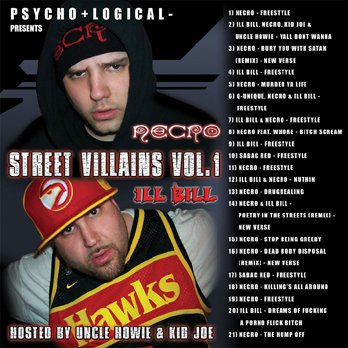 PSYCHO+LOGICAL-
PRESENTS
NECRO
NECRO
STREET VILLAINS VOL.1
ILL BILL
Hawks
HOSTED BY UNCLE HOWIE & KID JOE
1) NECRO - FREESTYLE
2) ILL BILL, NECRO, KID JOE &
UNCLE HOWIE - YALL DONT WANNA
3) NECRO - BURY YOU WITH SATAN
(REMIX) - NEW VERSE
4) ILL BILL - FREESTYLE
5) NECRO - MURDER YA LIFE
6) Q-UNIQUE, NECRO & ILL BILL -
FREESTYLE
7) ILL BILL & NECRO - FREESTYLE
8) NECRO FEAT. WHORE - BITCH SCREAM
9) ILL BILL - FREESTYLE
10) SABAC RED - FREESTYLE
11) NECRO - FREESTYLE
12) ILL BILL & NECRO - NUTHIN
13) NECRO - DRUGDEALING
14) NECRO & ILL BILL -
POETRY IN THE STREETS (REMIX) -
NEW VERSE
15) NECRO - STOP BEING GREEDY
16) NECRO - DEAD BODY DISPOSAL
(REMIX) - NEW VERSE
17) SABAC RED - FREESTYLE
18) NECRO - KILLING'S ALL AROUND
19) NECRO - FREESTYLE
20) ILL BILL - DREAMS OF FUCKING
A PORNO FLICK BITCH
21) NECRO - THE HUMP OFF